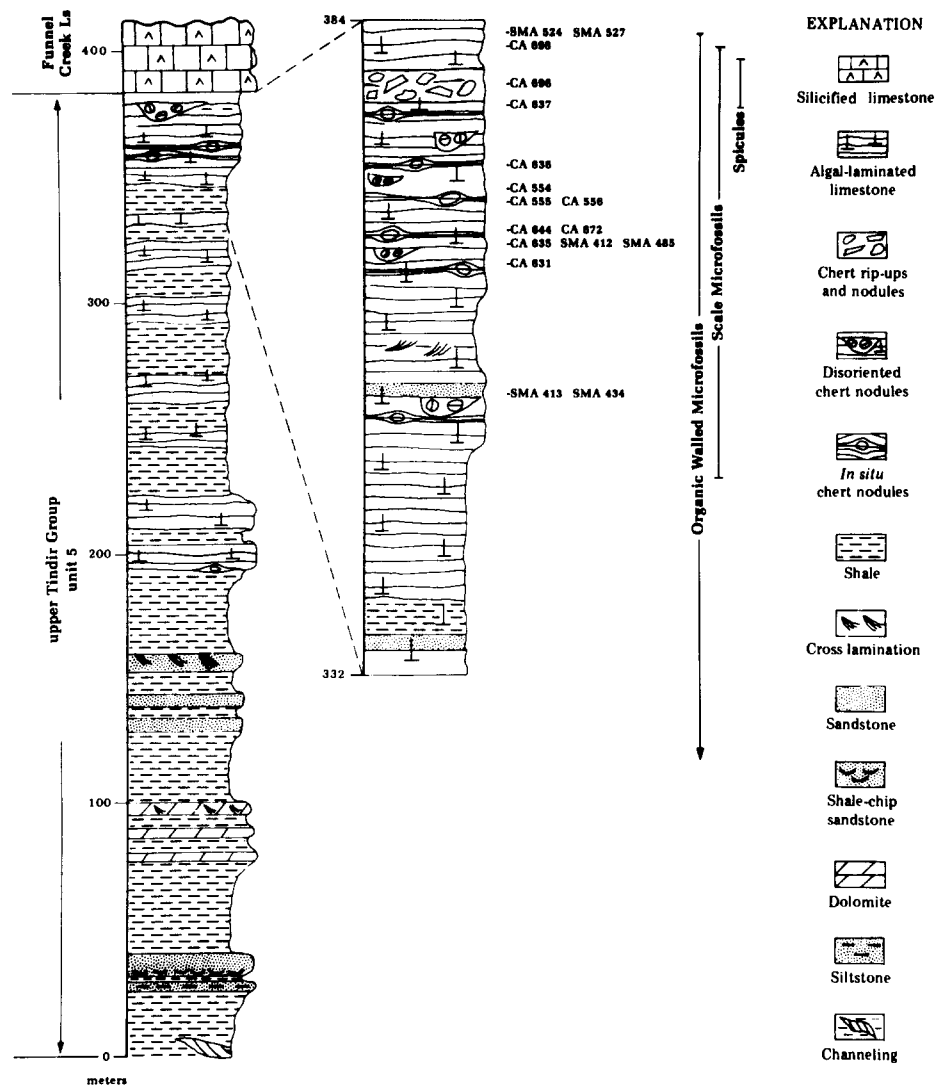 Funnel
Creek Ls
400
300
200
100
0
meters
upper Tindir Group
unit 5
384
332
-SMA 524 SMA 527
-CA 698
-CA 696
-CA 637
-CA 636
-CA 554
-CA 555 CA 556
-CA 644 CA 672
-CA 635 SMA 412 SMA 485
-CA 631
-SMA 413 SMA 434
Organic Walled Microfossils
Scale Microfossils
Spicules
EXPLANATION
Silicified limestone
Algal-laminated
limestone
Chert rip-ups
and nodules
Disoriented
chert nodules
In situ
chert nodules
Shale
Cross lamination
Sandstone
Shale-chip
sandstone
Dolomite
Siltstone
Channeling